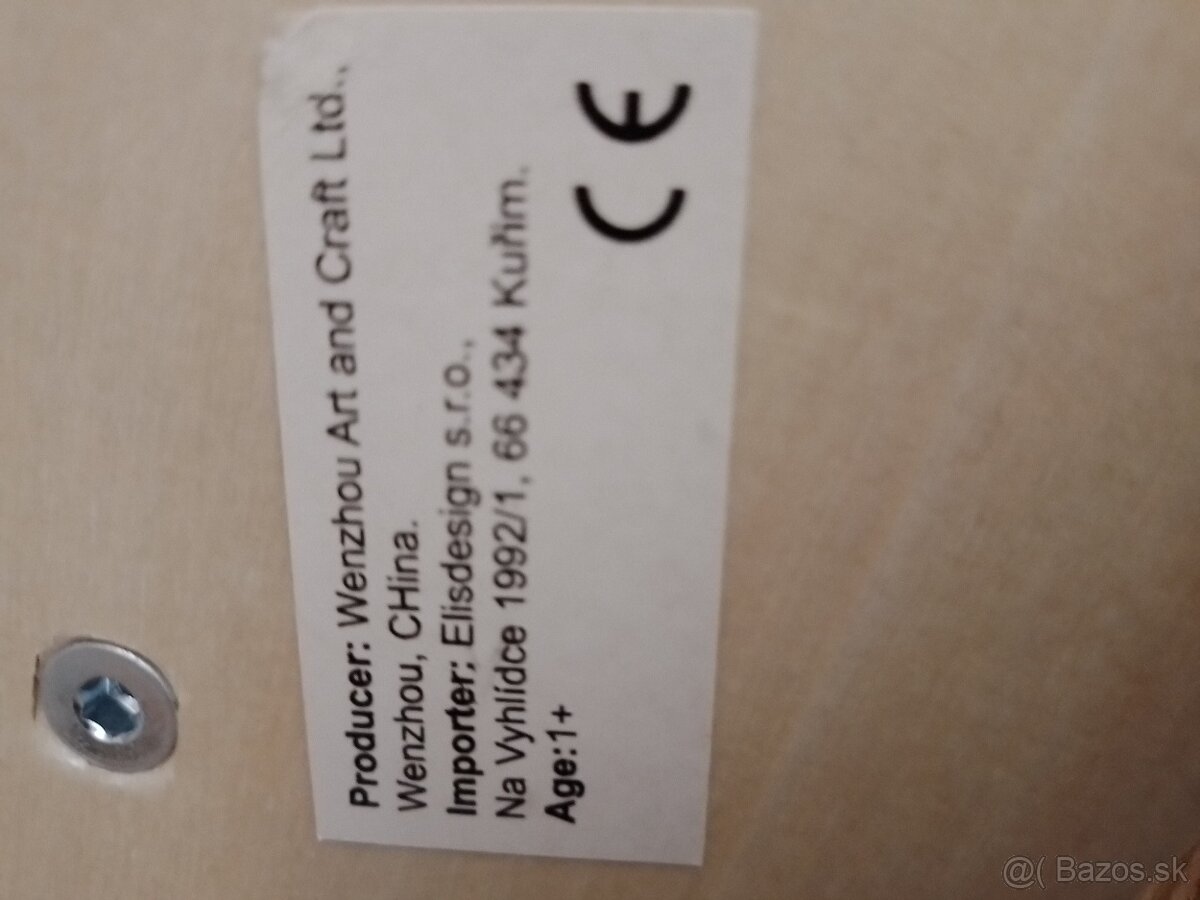 Producer: Wenzhou Art and Craft Ltd.,
Wenzhou, CHina.
Importer: Elisdesign s.r.o.,
Na Vyhlídce 1992/1, 66 434 Kuřim.
Age:1+
CE
@( Bazos.sk